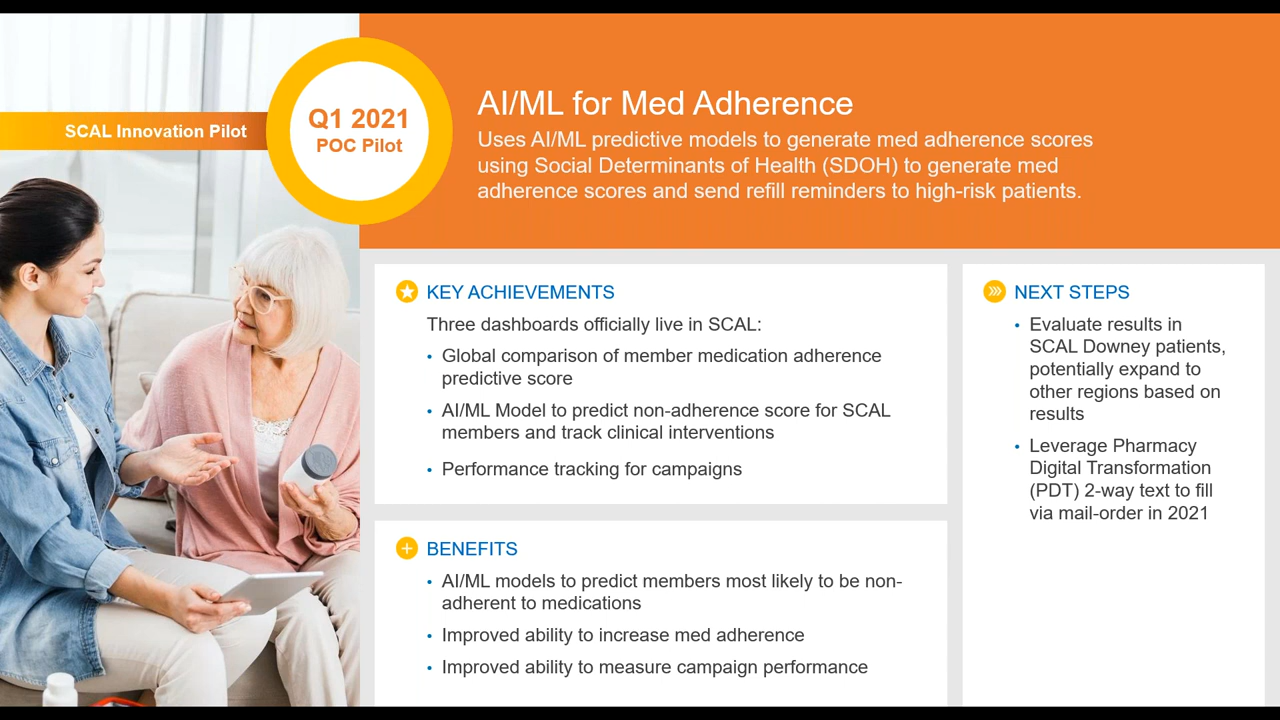 SCAL Innovation Pilot
Q1 2021
POC Pilot
AI/ML for Med Adherence
Uses AI/ML predictive models to generate med adherence scores
using Social Determinants of Health (SDOH) to generate med
adherence scores and send refill reminders to high-risk patients.
KEY ACHIEVEMENTS
Three dashboards officially live in SCAL:
• Global comparison of member medication adherence
predictive score
• AI/ML Model to predict non-adherence score for SCAL
members and track clinical interventions
• Performance tracking for campaigns
BENEFITS
• AI/ML models to predict members most likely to be non-
adherent to medications
• Improved ability to increase med adherence
• Improved ability to measure campaign performance
NEXT STEPS
• Evaluate results in
SCAL Downey patients,
potentially expand to
other regions based on
results
• Leverage Pharmacy
Digital Transformation
(PDT) 2-way text to fill
via mail-order in 2021